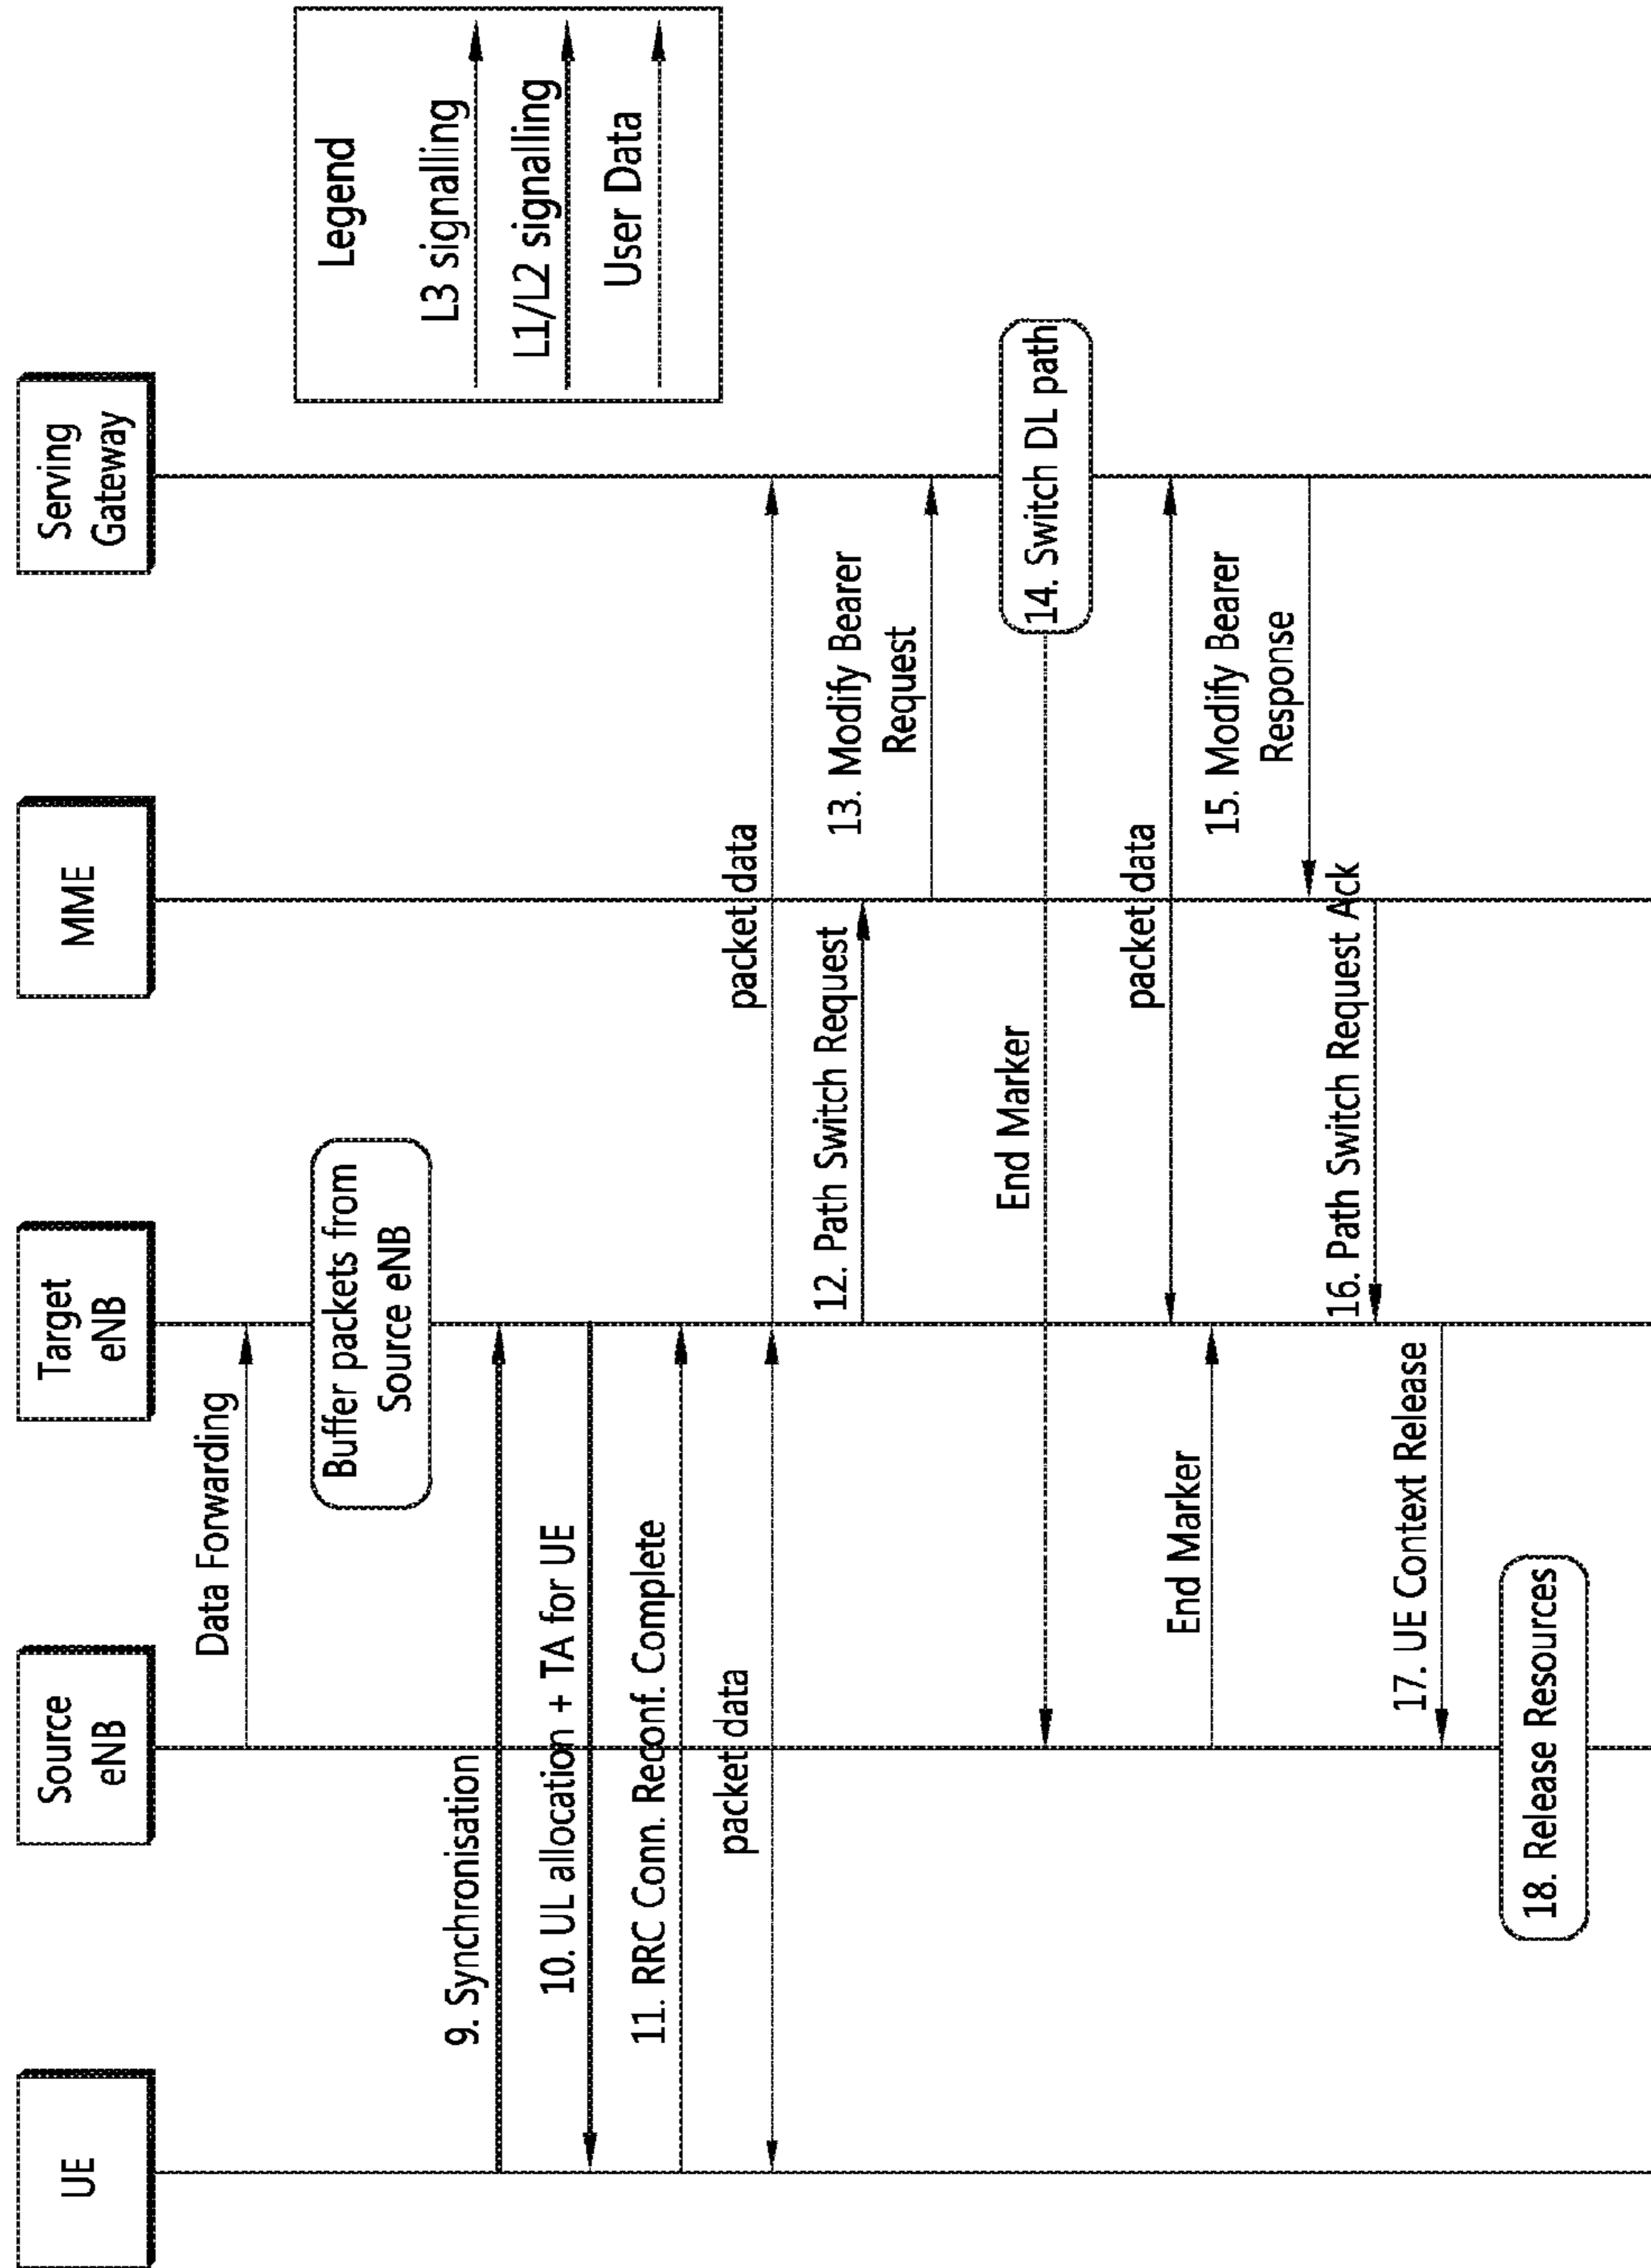 UE
Source
eNB
Target
eNB
MME
Serving
Gateway
Legend
L3 signalling
L1/L2 signalling
User Data
Data Forwarding
Buffer packets from
Source eNB
9. Synchronisation
10. UL allocation + TA for UE
11. RRC Conn. Reconf. Complete
packet data
packet data
12. Path Switch Request
13. Modify Bearer
Request
End Marker
14. Switch DL path
packet data
End Marker
15. Modify Bearer
Response
16. Path Switch Request Ack
17. UE Context Release
18. Release Resources